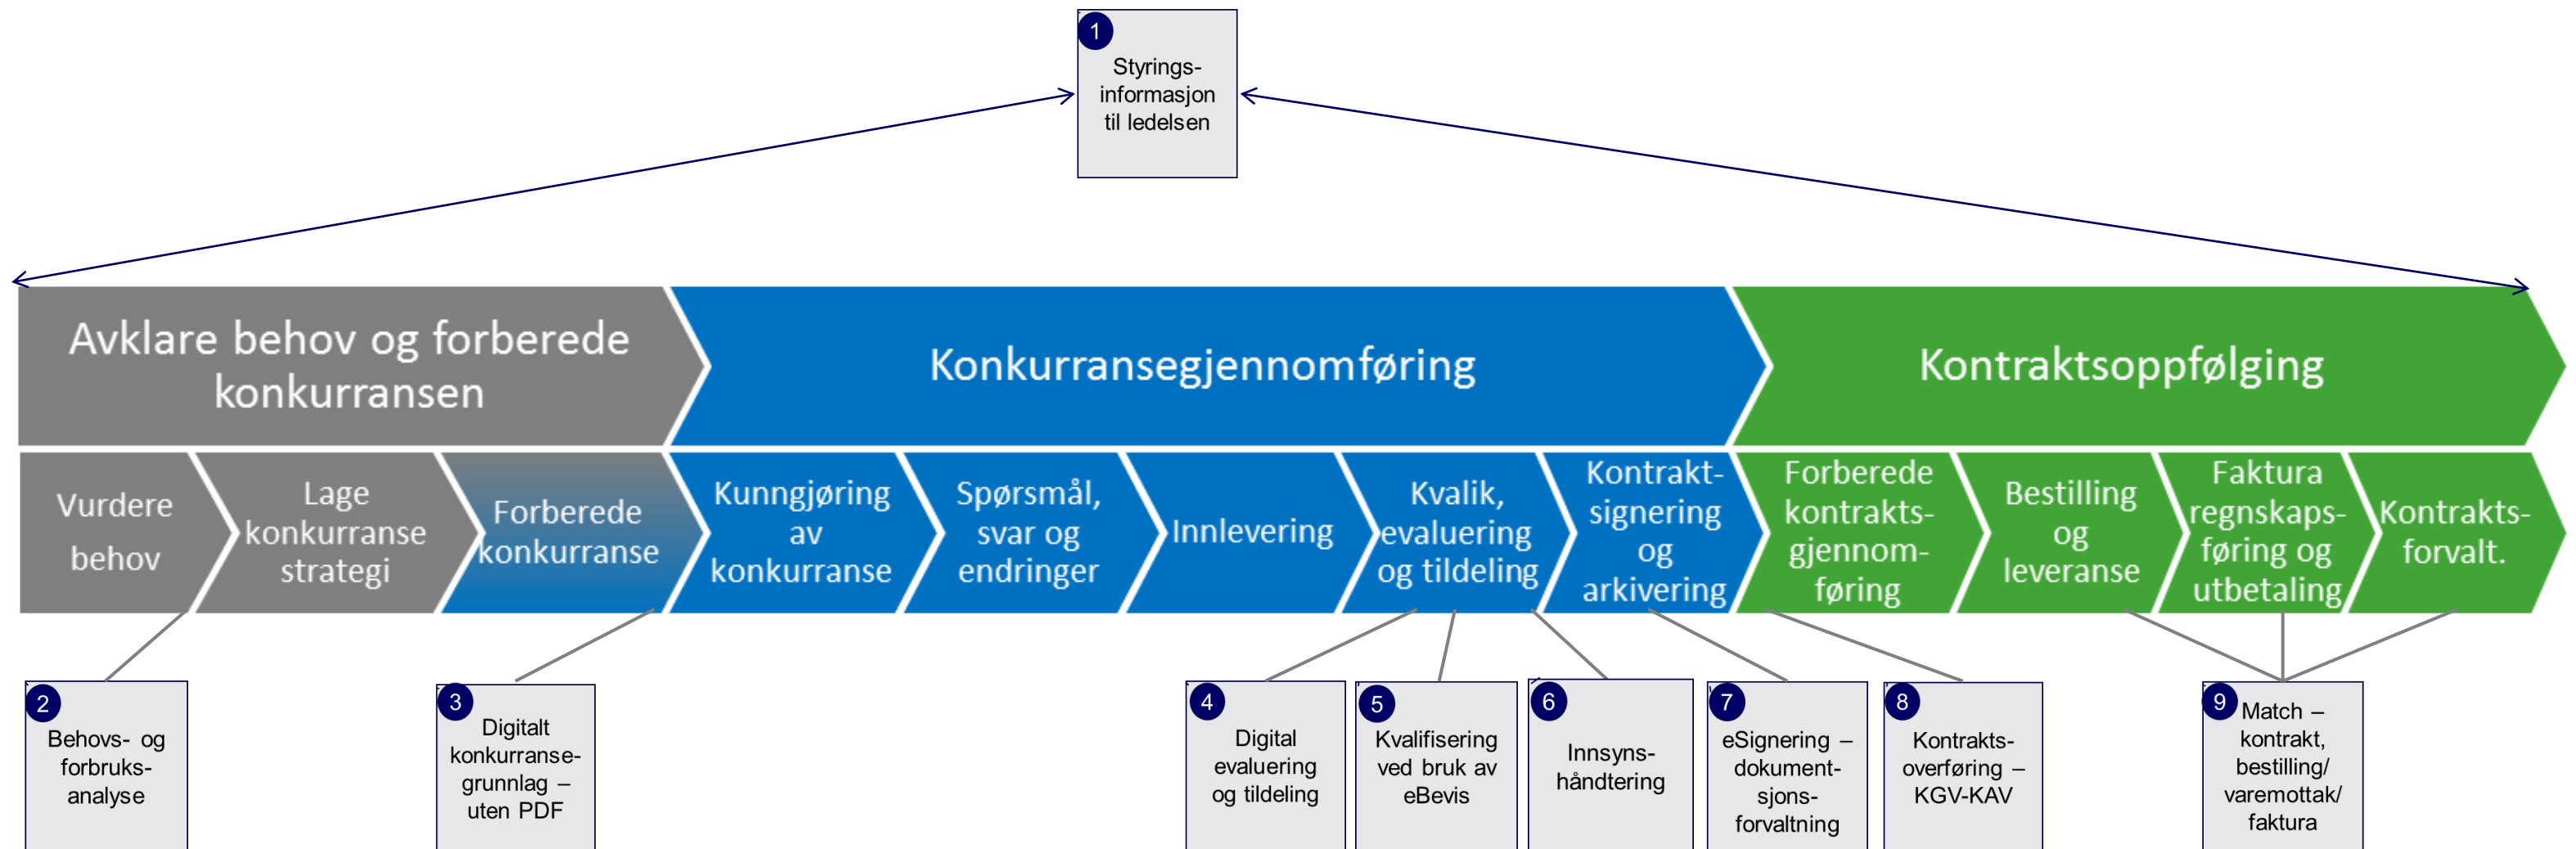 1
Styrings-
informasjon
til ledelsen
Avklare behov og forberede
konkurransen
Konkurransegjennomføring
Kontraktsoppfølging
Vurdere
behov
Lage
konkurranse
strategi
Forberede
konkurranse
Kunngjøring
av
konkurranse
Spørsmål,
svar og
endringer
Innlevering
Kvalik,
evaluering
og tildeling
Kontrakt-
signering
og
arkivering
Forberede
kontrakts-
gjennom-
føring
Bestilling
og
leveranse
Faktura
regnskaps-
føring og
utbetaling
Kontrakts-
forvalt.
2
Behovs- og
forbruks-
analyse
3
Digitalt
konkurranse-
grunnlag –
uten PDF
4
Digital
evaluering
og tildeling
5
Kvalifisering
ved bruk av
eBevis
6
Innsyns-
håndtering
7
eSignering –
dokument-
sjons-
forvaltning
8
Kontrakts-
overføring –
KGV-KAV
9
Match –
kontrakt,
bestilling/
varemottak/
faktura